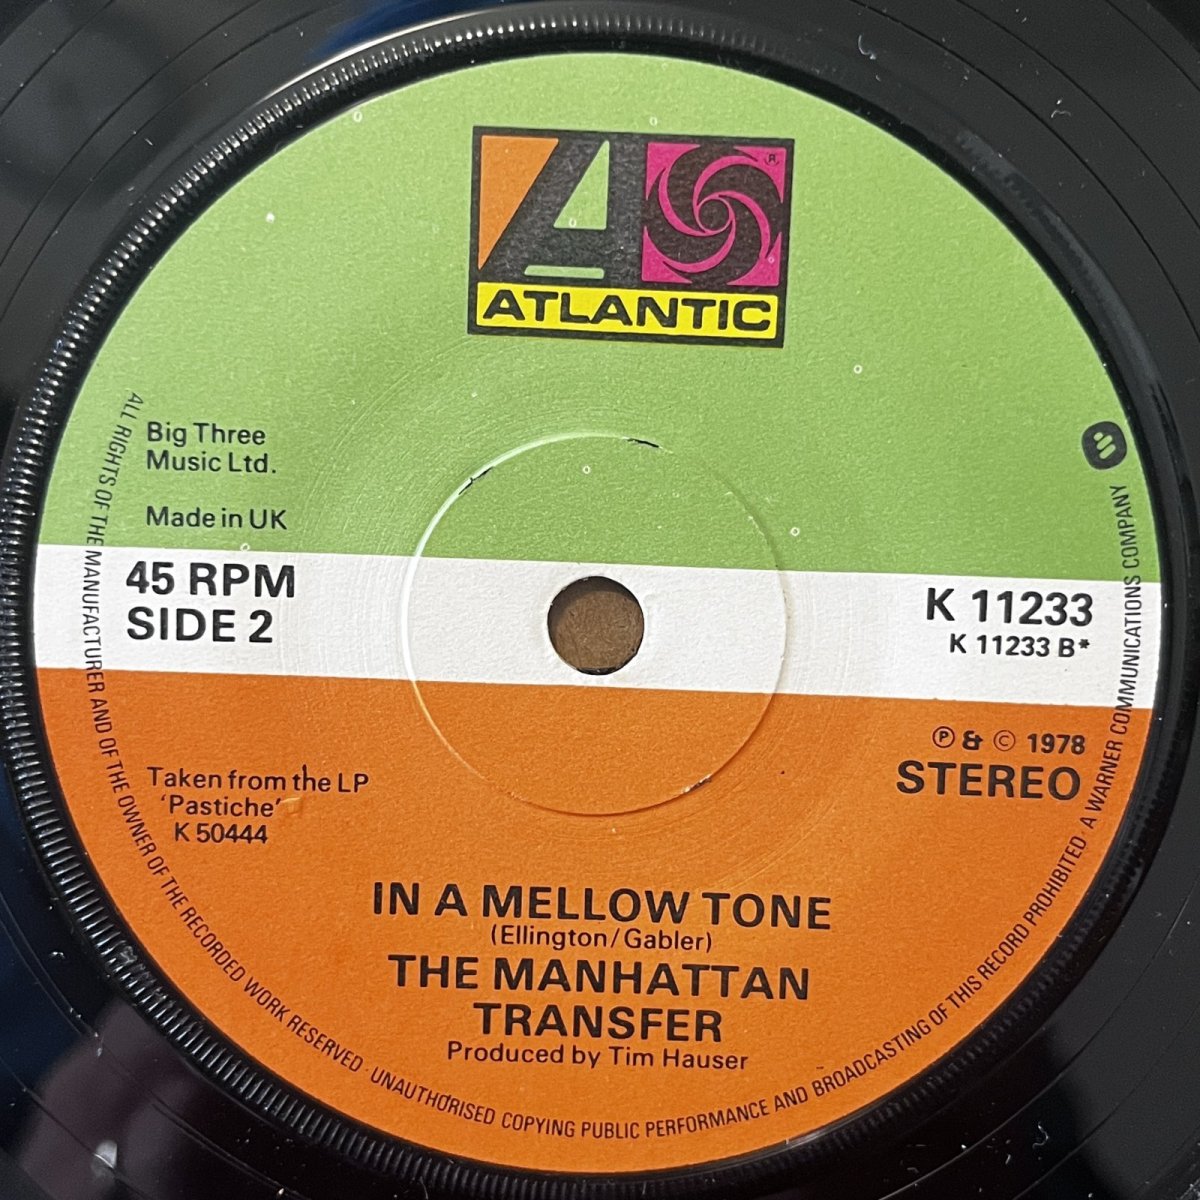 ATLANTIC
Big Three
Music Ltd.
Made in UK
45 RPM
SIDE 2
K 11233
K 11233 B*
Ⓟ & © 1978
STEREO
Taken from the LP
'Pastiche'
K 50444
IN A MELLOW TONE
(Ellington/Gabler)
THE MANHATTAN
TRANSFER
Produced by Tim Hauser
ALL RIGHTS OF THE MANUFACTURER AND OF THE OWNER OF THE RECORDED WORK RESERVED · UNAUTHORISED COPYING PUBLIC PERFORMANCE AND BROADCASTING OF THIS RECORD PROHIBITED · A WARNER COMMUNICATIONS COMPANY